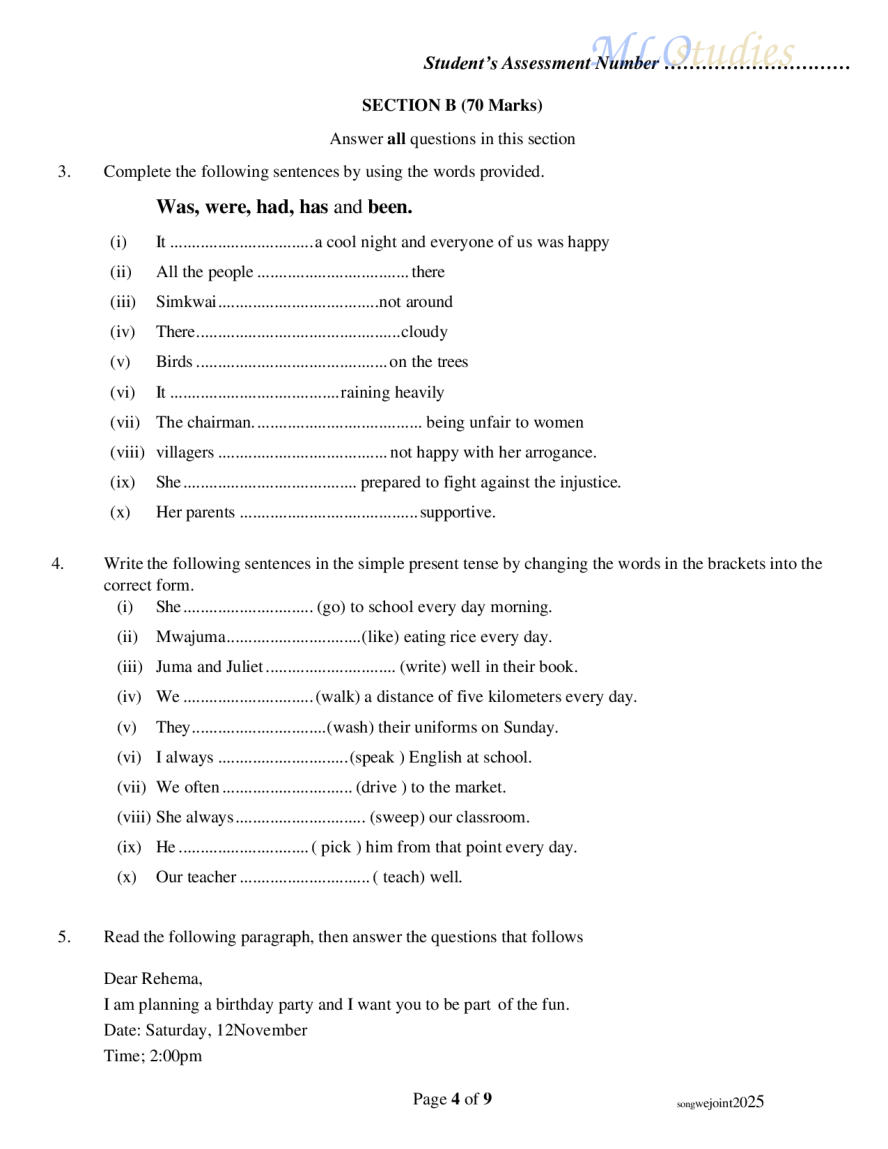 ML Studies
Student's Assessment Number ..............................
SECTION B (70 Marks)
Answer all questions in this section
3. Complete the following sentences by using the words provided.
Was, were, had, has and been.
(i) It .................................a cool night and everyone of us was happy
(ii) All the people ................................... there
(iii) Simkwai.....................................not around
(iv) There...............................................cloudy
(v) Birds ............................................ on the trees
(vi) It .......................................raining heavily
(vii) The chairman....................................... being unfair to women
(viii) villagers ....................................... not happy with her arrogance.
(ix) She........................................ prepared to fight against the injustice.
(x) Her parents .........................................supportive.
4. Write the following sentences in the simple present tense by changing the words in the brackets into the
correct form.
(i) She.............................. (go) to school every day morning.
(ii) Mwajuma...............................(like) eating rice every day.
(iii) Juma and Juliet.............................. (write) well in their book.
(iv) We ..............................(walk) a distance of five kilometers every day.
(v) They...............................(wash) their uniforms on Sunday.
(vi) I always ..............................(speak ) English at school.
(vii) We often .............................. (drive ) to the market.
(viii) She always.............................. (sweep) our classroom.
(ix) He ..............................( pick ) him from that point every day.
(x) Our teacher .............................. ( teach) well.
5. Read the following paragraph, then answer the questions that follows
Dear Rehema,
I am planning a birthday party and I want you to be part of the fun.
Date: Saturday, 12November
Time; 2:00pm
Page 4 of 9
songwejoint2025